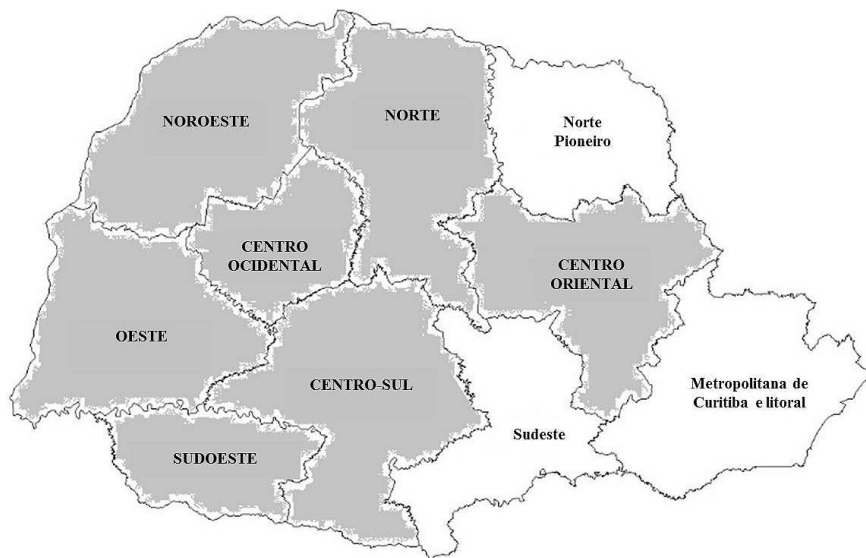 NOROESTE
NORTE
Norte
Pioneiro
CENTRO
OCIDENTAL
CENTRO
ORIENTAL
OESTE
CENTRO-SUL
Metropolitana de
Curitiba e litoral
Sudeste
SUDOESTE